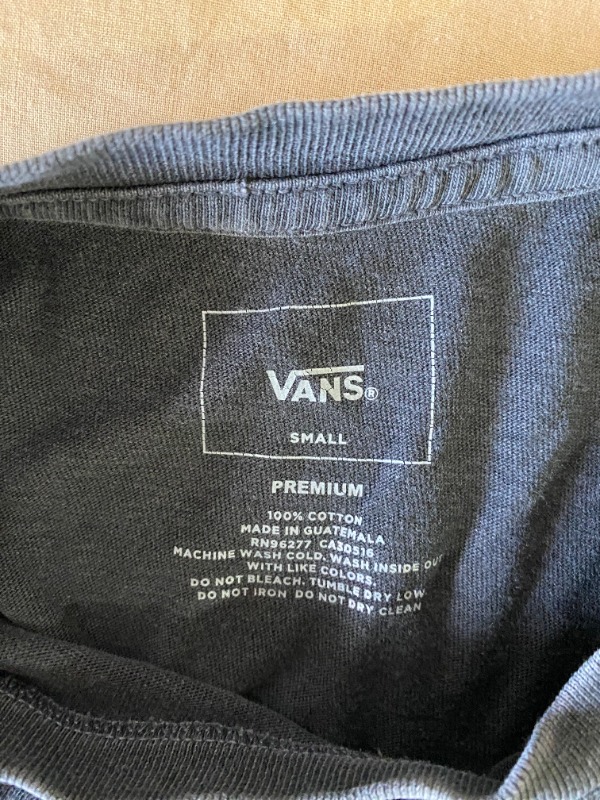 VANS®
SMALL
PREMIUM
100% COTTON
MADE IN GUATEMALA
RN96277 CA30516
MACHINE WASH COLD. WASH INSIDE OUT
WITH LIKE COLORS.
DO NOT BLEACH. TUMBLE DRY LOW
DO NOT IRON DO NOT DRY CLEAN